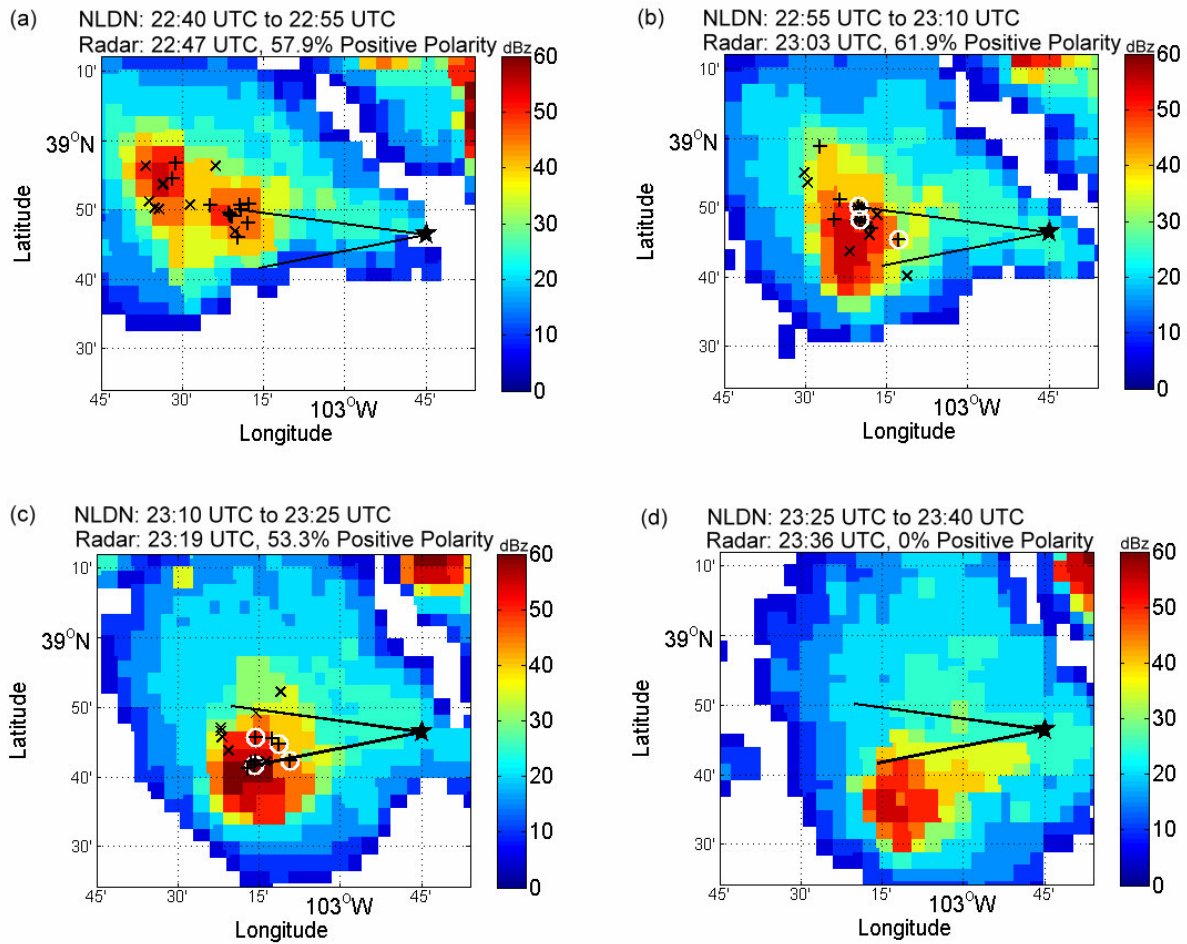 (a) NLDN: 22:40 UTC to 22:55 UTC
Radar: 22:47 UTC, 57.9% Positive Polarity
dBz
60
50
40
30
20
10
0
10'
39°N
50'
40'
30'
Latitude
45' 30' 15' 103°W 45'
Longitude
(b) NLDN: 22:55 UTC to 23:10 UTC
Radar: 23:03 UTC, 61.9% Positive Polarity
dBz
60
50
40
30
20
10
0
10'
39°N
50'
40'
30'
Latitude
45' 30' 15' 103°W 45'
Longitude
(c) NLDN: 23:10 UTC to 23:25 UTC
Radar: 23:19 UTC, 53.3% Positive Polarity
dBz
60
50
40
30
20
10
0
10'
39°N
50'
40'
30'
Latitude
45' 30' 15' 103°W 45'
Longitude
(d) NLDN: 23:25 UTC to 23:40 UTC
Radar: 23:36 UTC, 0% Positive Polarity
dBz
60
50
40
30
20
10
0
10'
39°N
50'
40'
30'
Latitude
45' 30' 15' 103°W 45'
Longitude